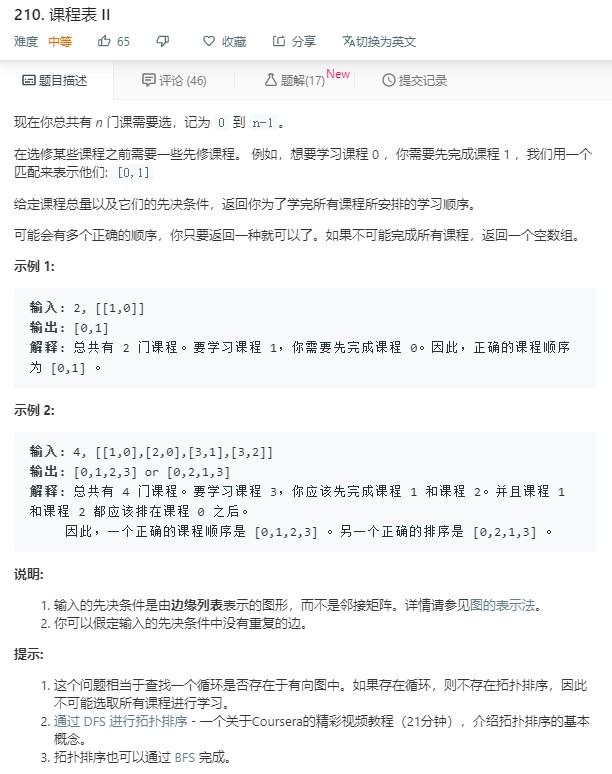 210. 课程表 II
难度 中等 65 收藏 分享 切换为英文
题目描述 评论 (46) 题解(17) New 提交记录
现在你总共有 n 门课需要选，记为 0 到 n-1 。
在选修某些课程之前需要一些先修课程。 例如，想要学习课程 0 ，你需要先完成课程 1 ，我们用一个
匹配来表示他们: [0,1]
给定课程总量以及它们的先决条件，返回你为了学完所有课程所安排的学习顺序。
可能会有多个正确的顺序，你只要返回一种就可以了。如果不可能完成所有课程，返回一个空数组。
示例 1:
输入: 2, [[1,0]]
输出: [0,1]
解释: 总共有 2 门课程。要学习课程 1，你需要先完成课程 0。因此，正确的课程顺序
为 [0,1] 。
示例 2:
输入: 4, [[1,0],[2,0],[3,1],[3,2]]
输出: [0,1,2,3] or [0,2,1,3]
解释: 总共有 4 门课程。要学习课程 3，你应该先完成课程 1 和课程 2。并且课程 1
和课程 2 都应该排在课程 0 之后。
因此，一个正确的课程顺序是 [0,1,2,3] 。另一个正确的排序是 [0,2,1,3] 。
说明:
1. 输入的先决条件是由边缘列表表示的图形，而不是邻接矩阵。详情请参见图的表示法。
2. 你可以假定输入的先决条件中没有重复的边。
提示:
1. 这个问题相当于查找一个循环是否存在于有向图中。如果存在循环，则不存在拓扑排序，因此
不可能选取所有课程进行学习。
2. 通过 DFS 进行拓扑排序 - 一个关于Coursera的精彩视频教程（21分钟），介绍拓扑排序的基本
概念。
3. 拓扑排序也可以通过 BFS 完成。